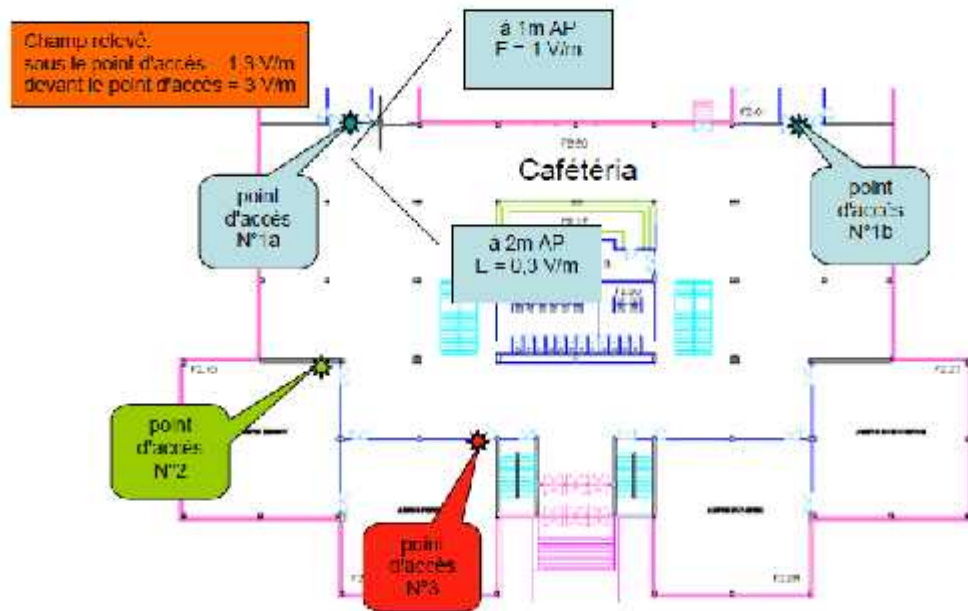 Champ relevé:
sous le point d'accès = 1,3 V/m
devant le point d'accès = 3 V/m
à 1m AP
E = 1 V/m
Cafétéria
point
d'accès
N°1a
point
d'accès
N°1b
à 2m AP
E = 0,3 V/m
point
d'accès
N°2
point
d'accès
N°3